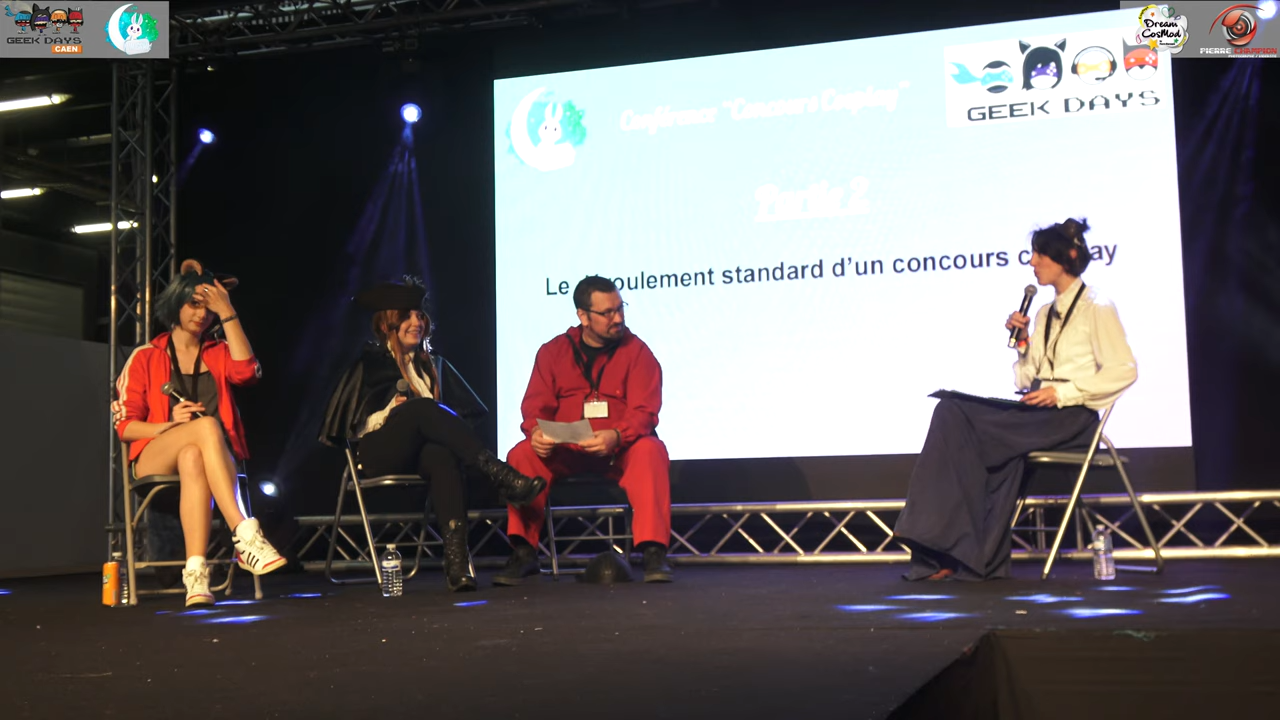 GEEK DAYS
CAEN
Dream
CosMod
PIERRE CHAMPION
GEEK DAYS
Conférence "Concours Cosplay"
Partie 2
Le déroulement standard d'un concours cosplay